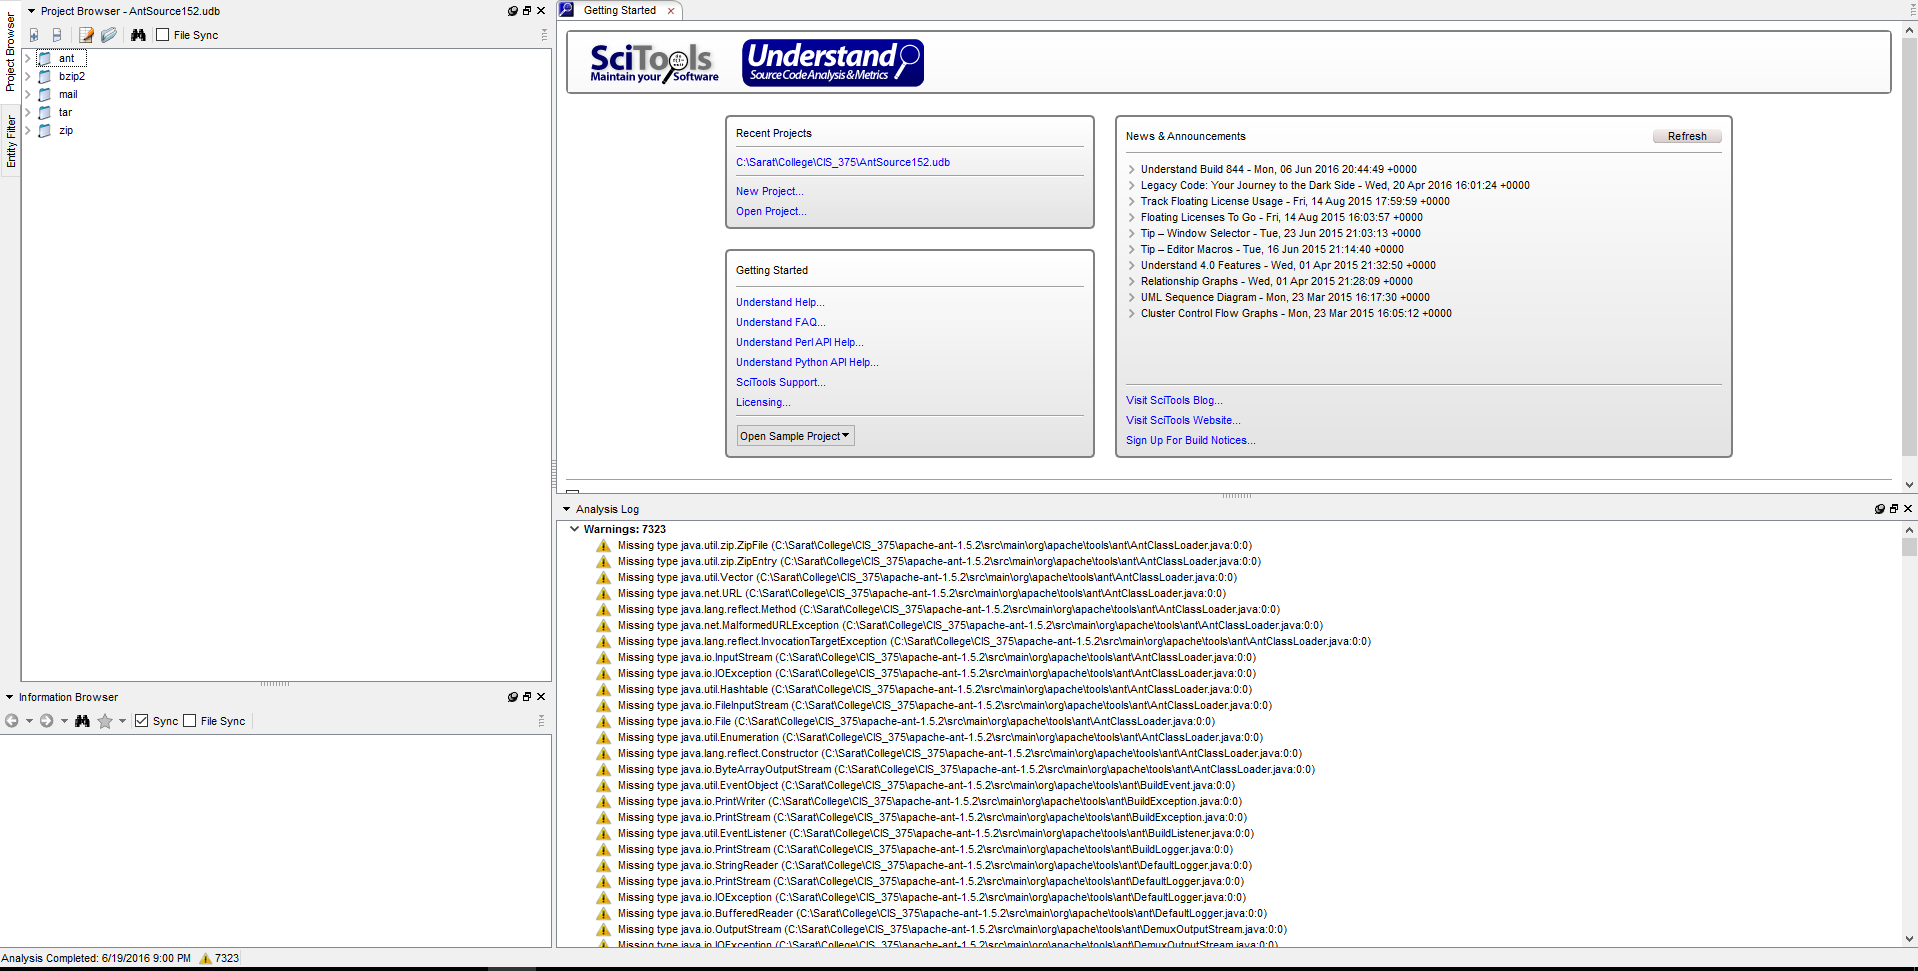 Project Browser - AntSource152.udb
File Sync
Project Browser
Entity Filter
ant
bzip2
mail
tar
zip
Information Browser
Sync File Sync
Getting Started
SciTools
Maintain your Software
Understand
Source Code Analysis & Metrics
Recent Projects
C:\Sarat\College\CIS_375\AntSource152.udb
New Project...
Open Project...
Getting Started
Understand Help...
Understand FAQ...
Understand Perl API Help...
Understand Python API Help...
SciTools Support...
Licensing...
Open Sample Project
News & Announcements
Refresh
Understand Build 844 - Mon, 06 Jun 2016 20:44:49 +0000
Legacy Code: Your Journey to the Dark Side - Wed, 20 Apr 2016 16:01:24 +0000
Track Floating License Usage - Fri, 14 Aug 2015 17:59:59 +0000
Floating Licenses To Go - Fri, 14 Aug 2015 16:03:57 +0000
Tip – Window Selector - Tue, 23 Jun 2015 21:03:13 +0000
Tip – Editor Macros - Tue, 16 Jun 2015 21:14:40 +0000
Understand 4.0 Features - Wed, 01 Apr 2015 21:32:50 +0000
Relationship Graphs - Wed, 01 Apr 2015 21:28:09 +0000
UML Sequence Diagram - Mon, 23 Mar 2015 16:17:30 +0000
Cluster Control Flow Graphs - Mon, 23 Mar 2015 16:05:12 +0000
Visit SciTools Blog...
Visit SciTools Website...
Sign Up For Build Notices...
Analysis Log
Warnings: 7323
Missing type java.util.zip.ZipFile (C:\Sarat\College\CIS_375\apache-ant-1.5.2\src\main\org\apache\tools\ant\AntClassLoader.java:0:0)
Missing type java.util.zip.ZipEntry (C:\Sarat\College\CIS_375\apache-ant-1.5.2\src\main\org\apache\tools\ant\AntClassLoader.java:0:0)
Missing type java.util.Vector (C:\Sarat\College\CIS_375\apache-ant-1.5.2\src\main\org\apache\tools\ant\AntClassLoader.java:0:0)
Missing type java.net.URL (C:\Sarat\College\CIS_375\apache-ant-1.5.2\src\main\org\apache\tools\ant\AntClassLoader.java:0:0)
Missing type java.lang.reflect.Method (C:\Sarat\College\CIS_375\apache-ant-1.5.2\src\main\org\apache\tools\ant\AntClassLoader.java:0:0)
Missing type java.net.MalformedURLException (C:\Sarat\College\CIS_375\apache-ant-1.5.2\src\main\org\apache\tools\ant\AntClassLoader.java:0:0)
Missing type java.lang.reflect.InvocationTargetException (C:\Sarat\College\CIS_375\apache-ant-1.5.2\src\main\org\apache\tools\ant\AntClassLoader.java:0:0)
Missing type java.io.InputStream (C:\Sarat\College\CIS_375\apache-ant-1.5.2\src\main\org\apache\tools\ant\AntClassLoader.java:0:0)
Missing type java.io.IOException (C:\Sarat\College\CIS_375\apache-ant-1.5.2\src\main\org\apache\tools\ant\AntClassLoader.java:0:0)
Missing type java.util.Hashtable (C:\Sarat\College\CIS_375\apache-ant-1.5.2\src\main\org\apache\tools\ant\AntClassLoader.java:0:0)
Missing type java.io.FileInputStream (C:\Sarat\College\CIS_375\apache-ant-1.5.2\src\main\org\apache\tools\ant\AntClassLoader.java:0:0)
Missing type java.io.File (C:\Sarat\College\CIS_375\apache-ant-1.5.2\src\main\org\apache\tools\ant\AntClassLoader.java:0:0)
Missing type java.util.Enumeration (C:\Sarat\College\CIS_375\apache-ant-1.5.2\src\main\org\apache\tools\ant\AntClassLoader.java:0:0)
Missing type java.lang.reflect.Constructor (C:\Sarat\College\CIS_375\apache-ant-1.5.2\src\main\org\apache\tools\ant\AntClassLoader.java:0:0)
Missing type java.io.ByteArrayOutputStream (C:\Sarat\College\CIS_375\apache-ant-1.5.2\src\main\org\apache\tools\ant\AntClassLoader.java:0:0)
Missing type java.util.EventObject (C:\Sarat\College\CIS_375\apache-ant-1.5.2\src\main\org\apache\tools\ant\BuildEvent.java:0:0)
Missing type java.io.PrintWriter (C:\Sarat\College\CIS_375\apache-ant-1.5.2\src\main\org\apache\tools\ant\BuildException.java:0:0)
Missing type java.io.PrintStream (C:\Sarat\College\CIS_375\apache-ant-1.5.2\src\main\org\apache\tools\ant\BuildException.java:0:0)
Missing type java.util.EventListener (C:\Sarat\College\CIS_375\apache-ant-1.5.2\src\main\org\apache\tools\ant\BuildListener.java:0:0)
Missing type java.io.PrintStream (C:\Sarat\College\CIS_375\apache-ant-1.5.2\src\main\org\apache\tools\ant\BuildLogger.java:0:0)
Missing type java.io.StringReader (C:\Sarat\College\CIS_375\apache-ant-1.5.2\src\main\org\apache\tools\ant\DefaultLogger.java:0:0)
Missing type java.io.PrintStream (C:\Sarat\College\CIS_375\apache-ant-1.5.2\src\main\org\apache\tools\ant\DefaultLogger.java:0:0)
Missing type java.io.IOException (C:\Sarat\College\CIS_375\apache-ant-1.5.2\src\main\org\apache\tools\ant\DefaultLogger.java:0:0)
Missing type java.io.BufferedReader (C:\Sarat\College\CIS_375\apache-ant-1.5.2\src\main\org\apache\tools\ant\DefaultLogger.java:0:0)
Missing type java.io.OutputStream (C:\Sarat\College\CIS_375\apache-ant-1.5.2\src\main\org\apache\tools\ant\DemuxOutputStream.java:0:0)
Missing type java.io.IOException (C:\Sarat\College\CIS_375\apache-ant-1.5.2\src\main\org\apache\tools\ant\DemuxOutputStream.java:0:0)
Analysis Completed: 6/19/2016 9:00 PM 7323